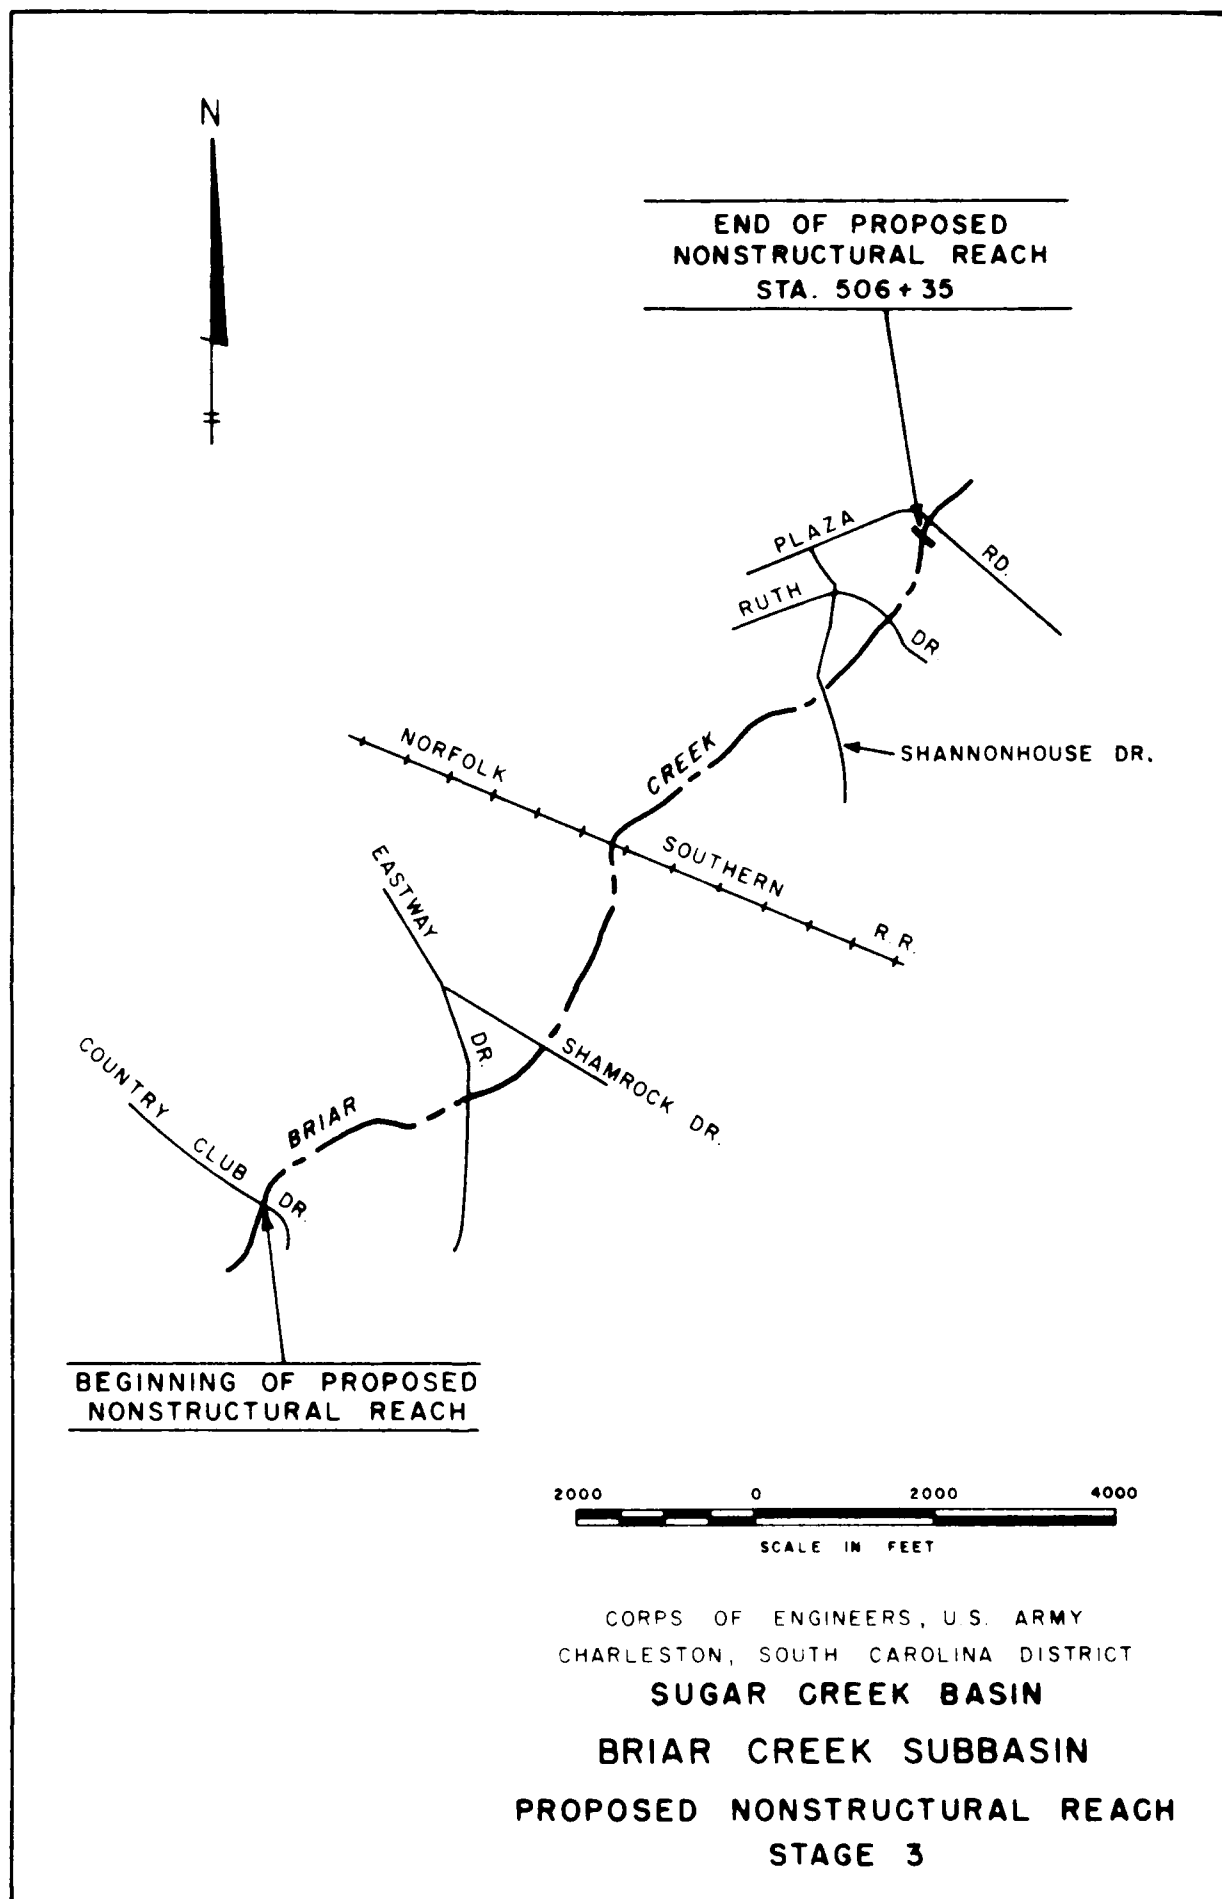 N
END OF PROPOSED
NONSTRUCTURAL REACH
STA. 506+35
PLAZA RD.
RUTH DR.
SHANNONHOUSE DR.
NORFOLK SOUTHERN R.R.
CREEK
EASTWAY DR.
SHAMROCK DR.
COUNTRY CLUB DR.
BRIAR
BEGINNING OF PROPOSED
NONSTRUCTURAL REACH
2000 0 2000 4000
SCALE IN FEET
CORPS OF ENGINEERS, U.S. ARMY
CHARLESTON, SOUTH CAROLINA DISTRICT
SUGAR CREEK BASIN
BRIAR CREEK SUBBASIN
PROPOSED NONSTRUCTURAL REACH
STAGE 3